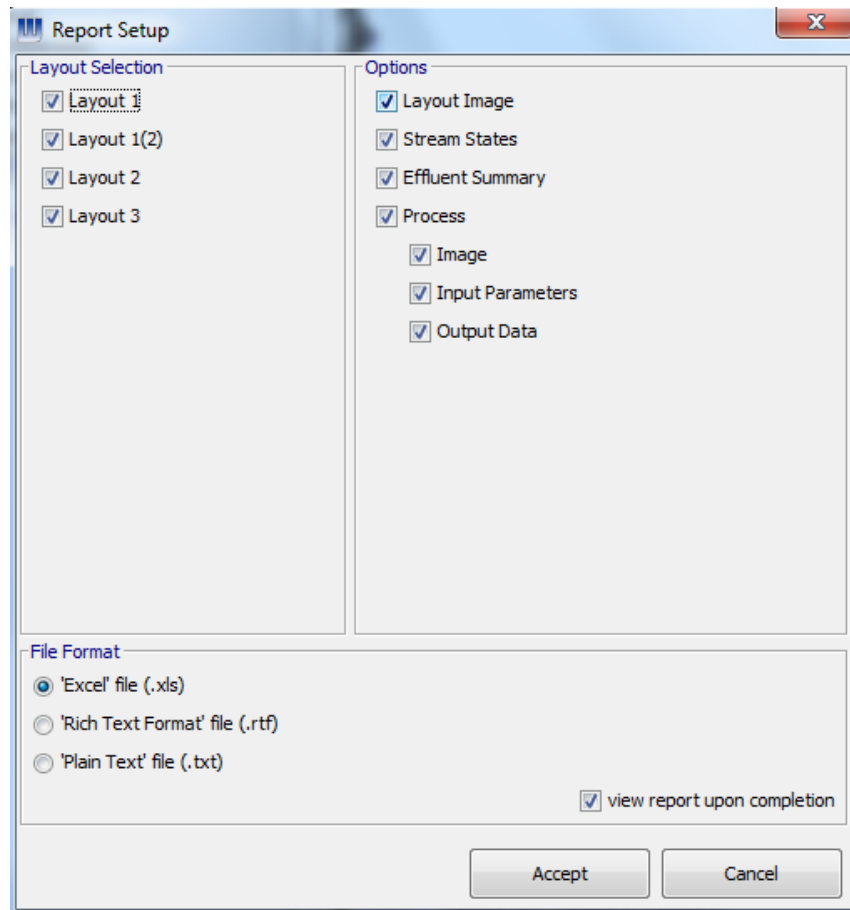 Report Setup
Layout Selection
Layout 1
Layout 1(2)
Layout 2
Layout 3
Options
Layout Image
Stream States
Effluent Summary
Process
Image
Input Parameters
Output Data
File Format
'Excel' file (.xls)
'Rich Text Format' file (.rtf)
'Plain Text' file (.txt)
view report upon completion
Accept
Cancel